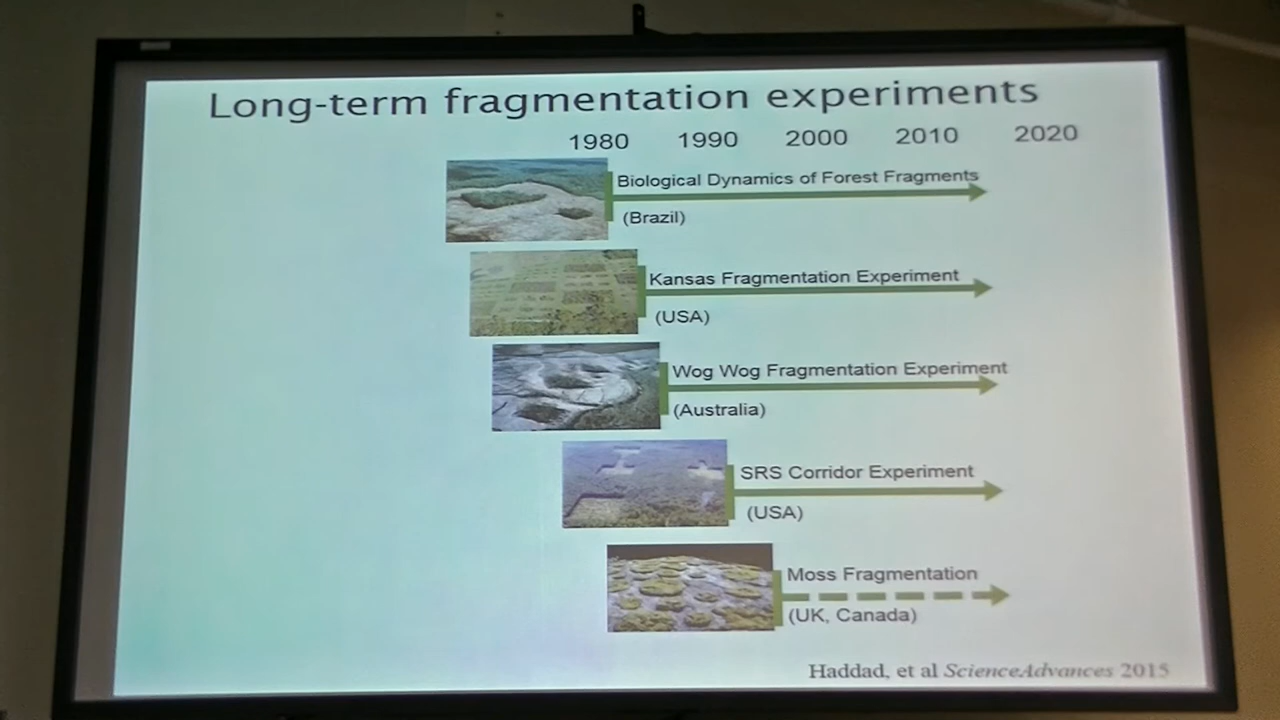 Long-term fragmentation experiments
1980 1990 2000 2010 2020
Biological Dynamics of Forest Fragments
(Brazil)
Kansas Fragmentation Experiment
(USA)
Wog Wog Fragmentation Experiment
(Australia)
SRS Corridor Experiment
(USA)
Moss Fragmentation
(UK, Canada)
Haddad, et al ScienceAdvances 2015